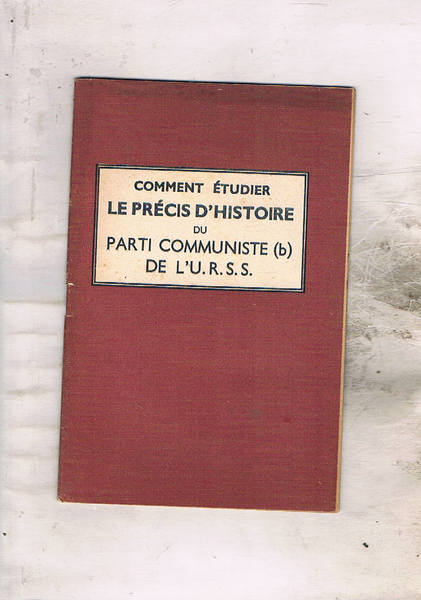 COMMENT ÉTUDIER
LE PRÉCIS D'HISTOIRE
DU
PARTI COMMUNISTE (b)
DE L'U.R.S.S.